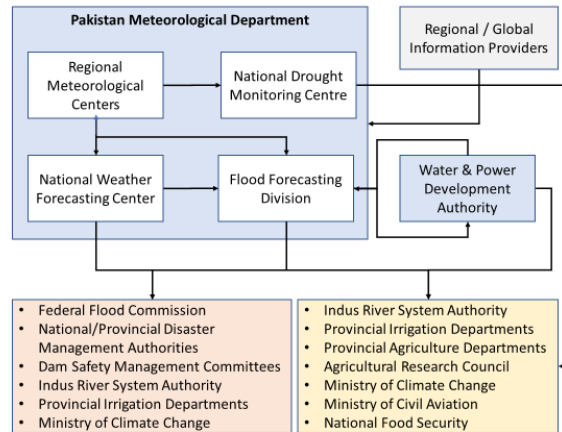 Pakistan Meteorological Department
Regional
Meteorological
Centers
National Drought
Monitoring Centre
Regional / Global
Information Providers
National Weather
Forecasting Center
Flood Forecasting
Division
Water & Power
Development
Authority
• Federal Flood Commission
• National/Provincial Disaster
Management Authorities
• Dam Safety Management Committees
• Indus River System Authority
• Provincial Irrigation Departments
• Ministry of Climate Change
• Indus River System Authority
• Provincial Irrigation Departments
• Provincial Agriculture Departments
• Agricultural Research Council
• Ministry of Climate Change
• Ministry of Civil Aviation
• National Food Security